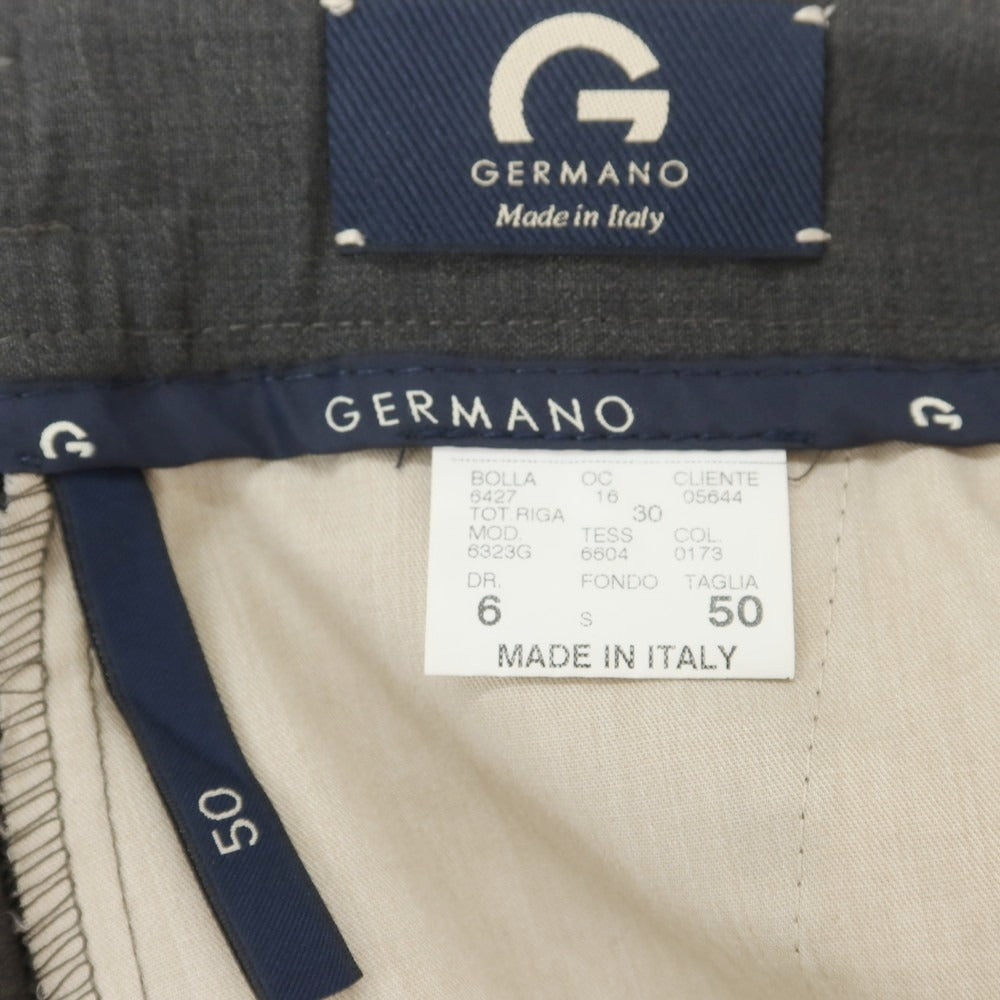 G
GERMANO
Made in Italy
G GERMANO G
BOLLA OC CLIENTE
6427 16 05644
TOT.RIGA 30
MOD. TESS COL.
6323G 6604 0173
DR. FONDO TAGLIA
6 S 50
MADE IN ITALY
50